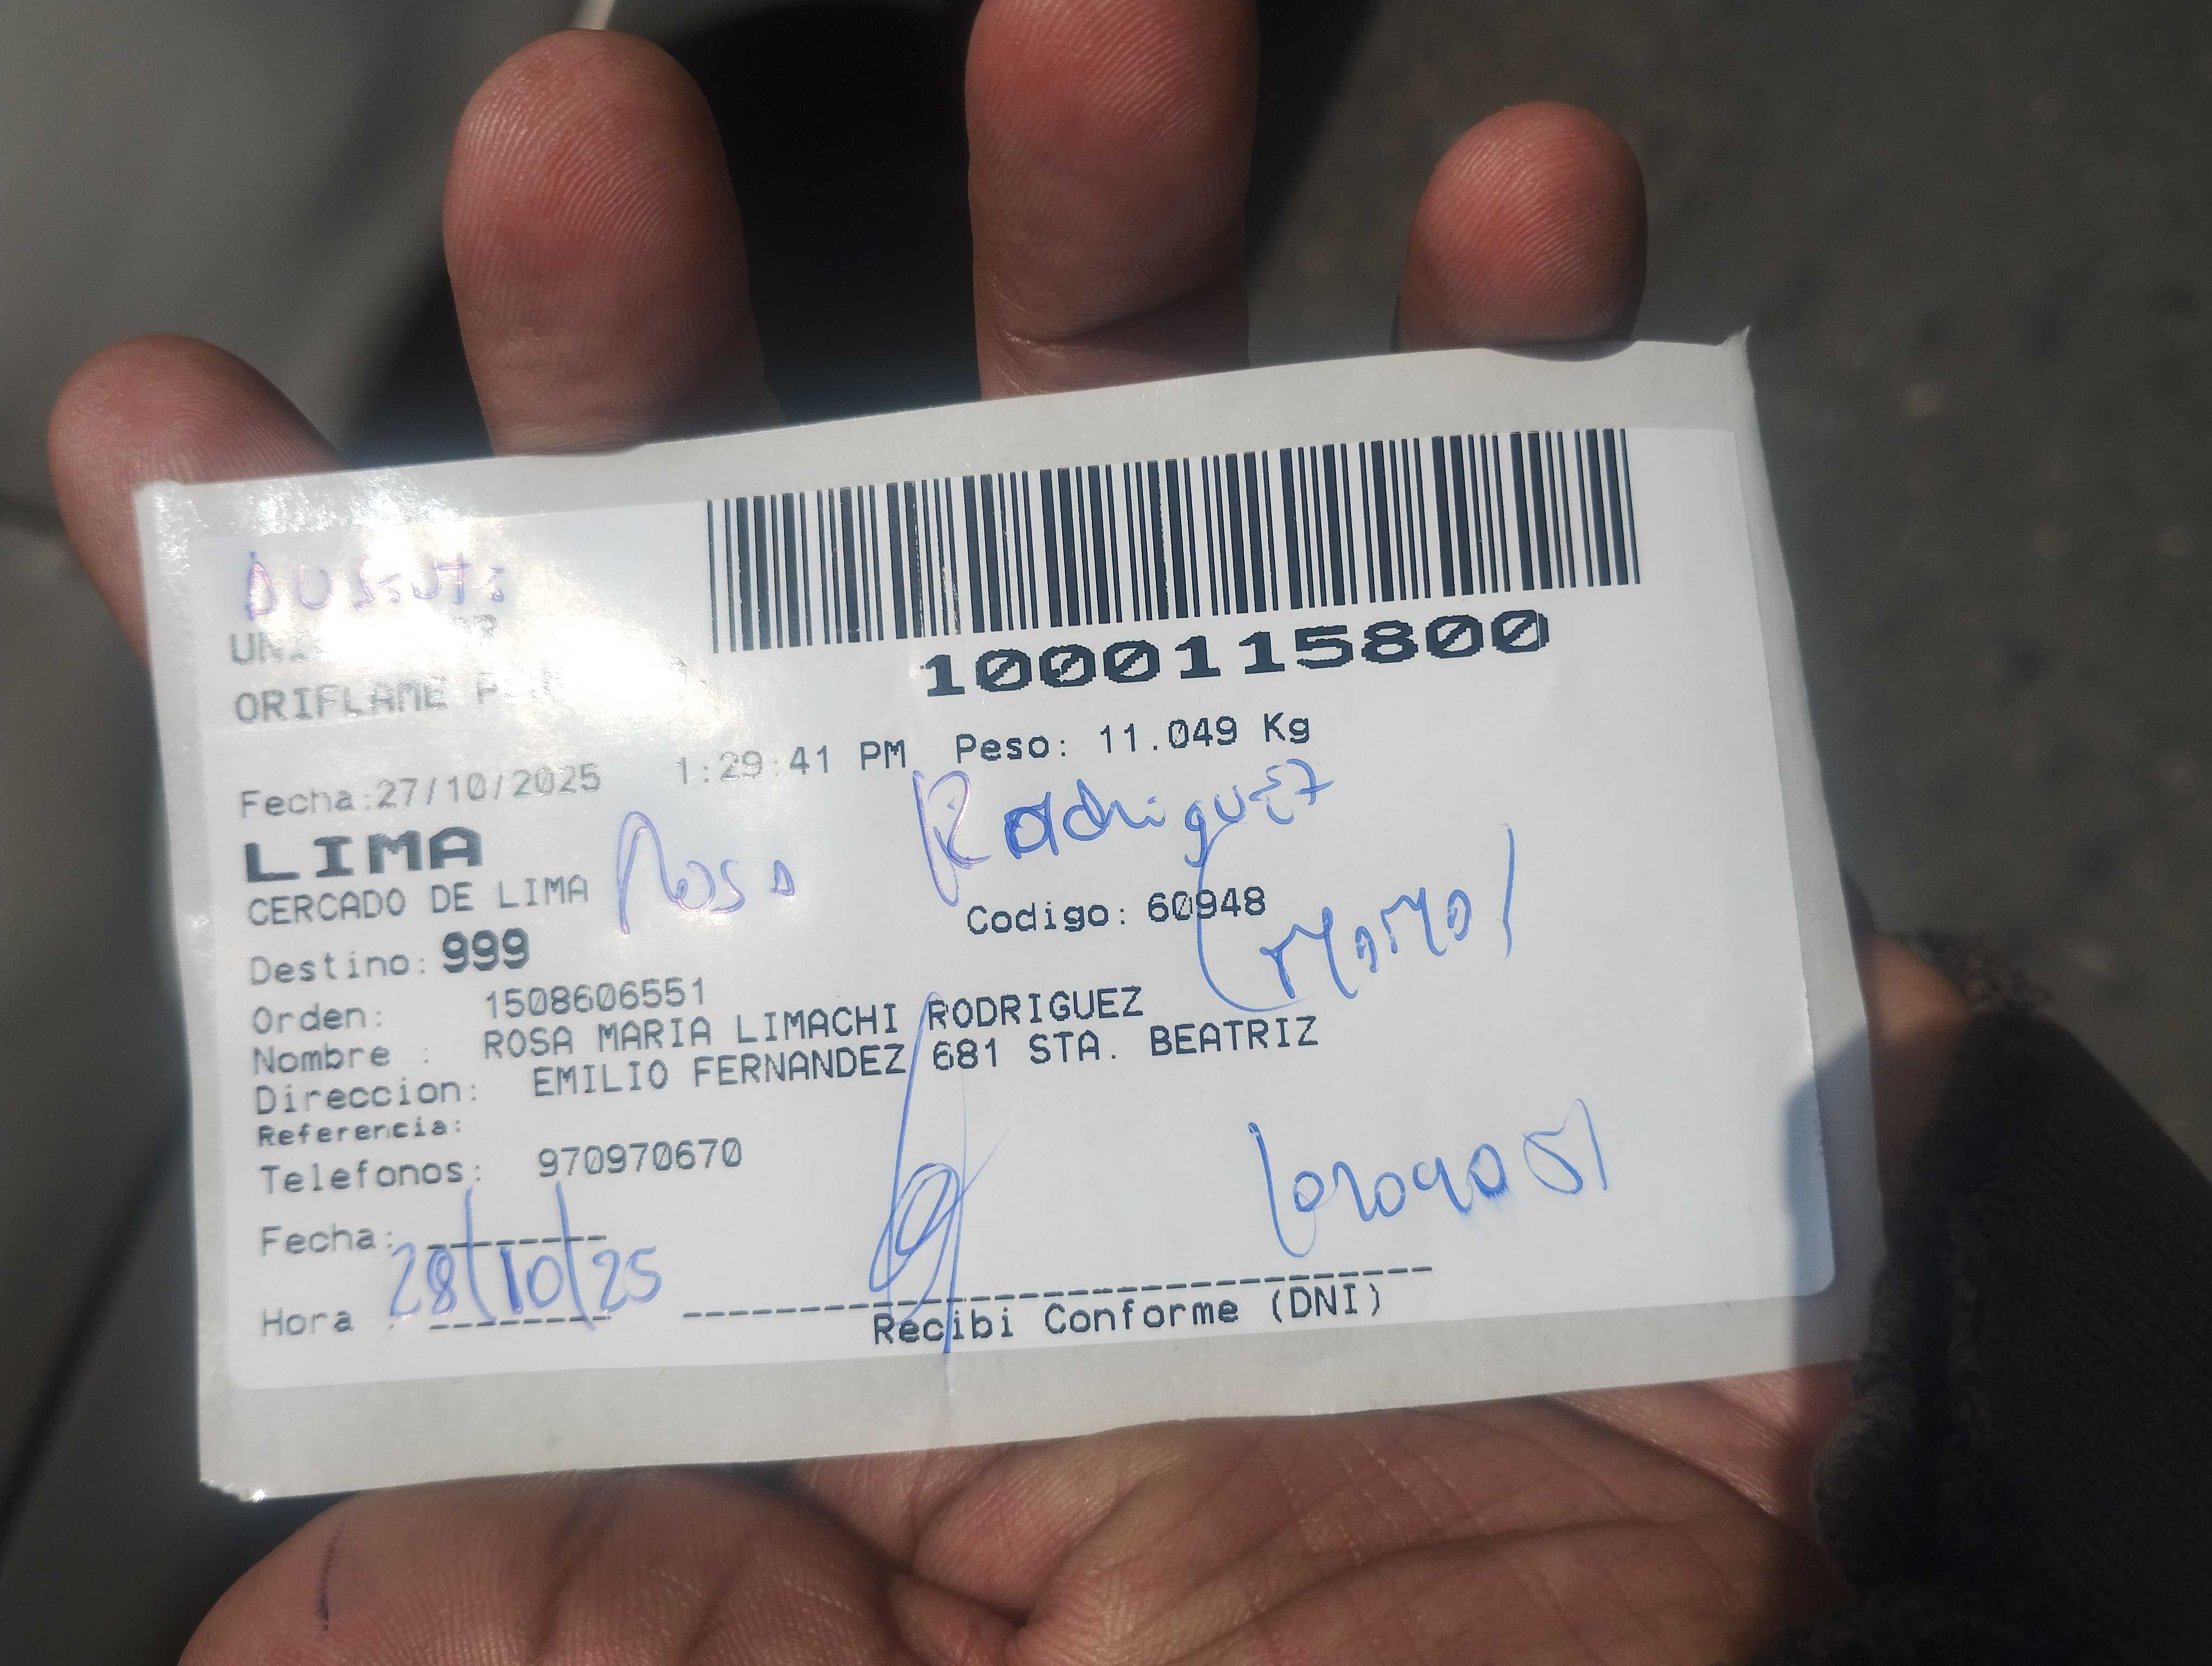 1000115800
ORIFLAME
Fecha:27/10/2025 1:29:41 PM Peso: 11.049 Kg
LIMA
Rosa Rodriguez
CERCADO DE LIMA
Codigo: 60948
(Mamá)
Destino: 999
Orden: 1508606551
Nombre : ROSA MARIA LIMACHI RODRIGUEZ
Direccion: EMILIO FERNANDEZ 681 STA. BEATRIZ
Referencia:
Telefonos: 970970670
Fecha:
28/10/25
Hora :
Recibi Conforme (DNI)